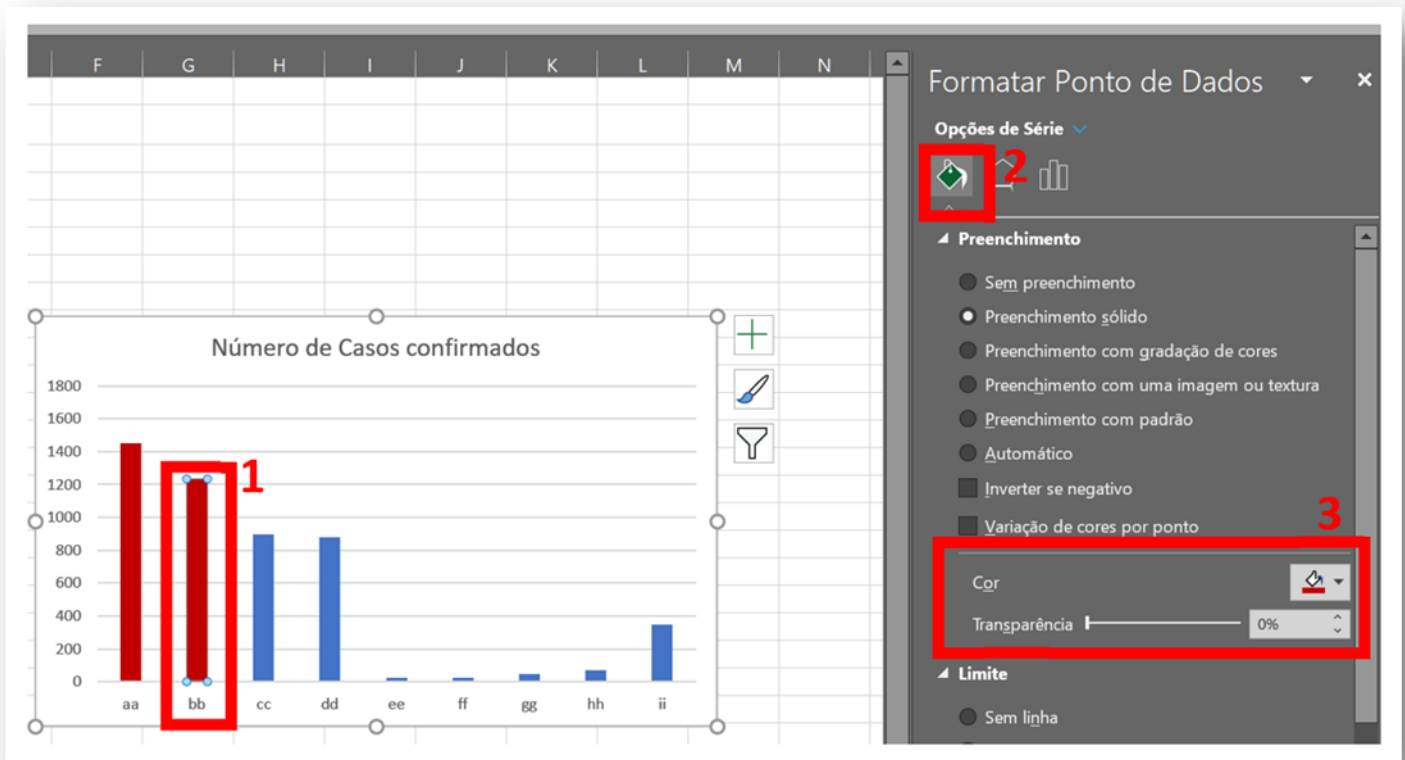 F G H I J K L M N
Formatar Ponto de Dados
Opções de Série
2
Preenchimento
Sem preenchimento
Preenchimento sólido
Preenchimento com gradação de cores
Preenchimento com uma imagem ou textura
Preenchimento com padrão
Automático
Inverter se negativo
Variação de cores por ponto
3
Cor
Transparência 0%
Limite
Sem linha
Número de Casos confirmados
1800
1600
1400
1200
1000
800
600
400
200
0
1
aa bb cc dd ee ff gg hh ii